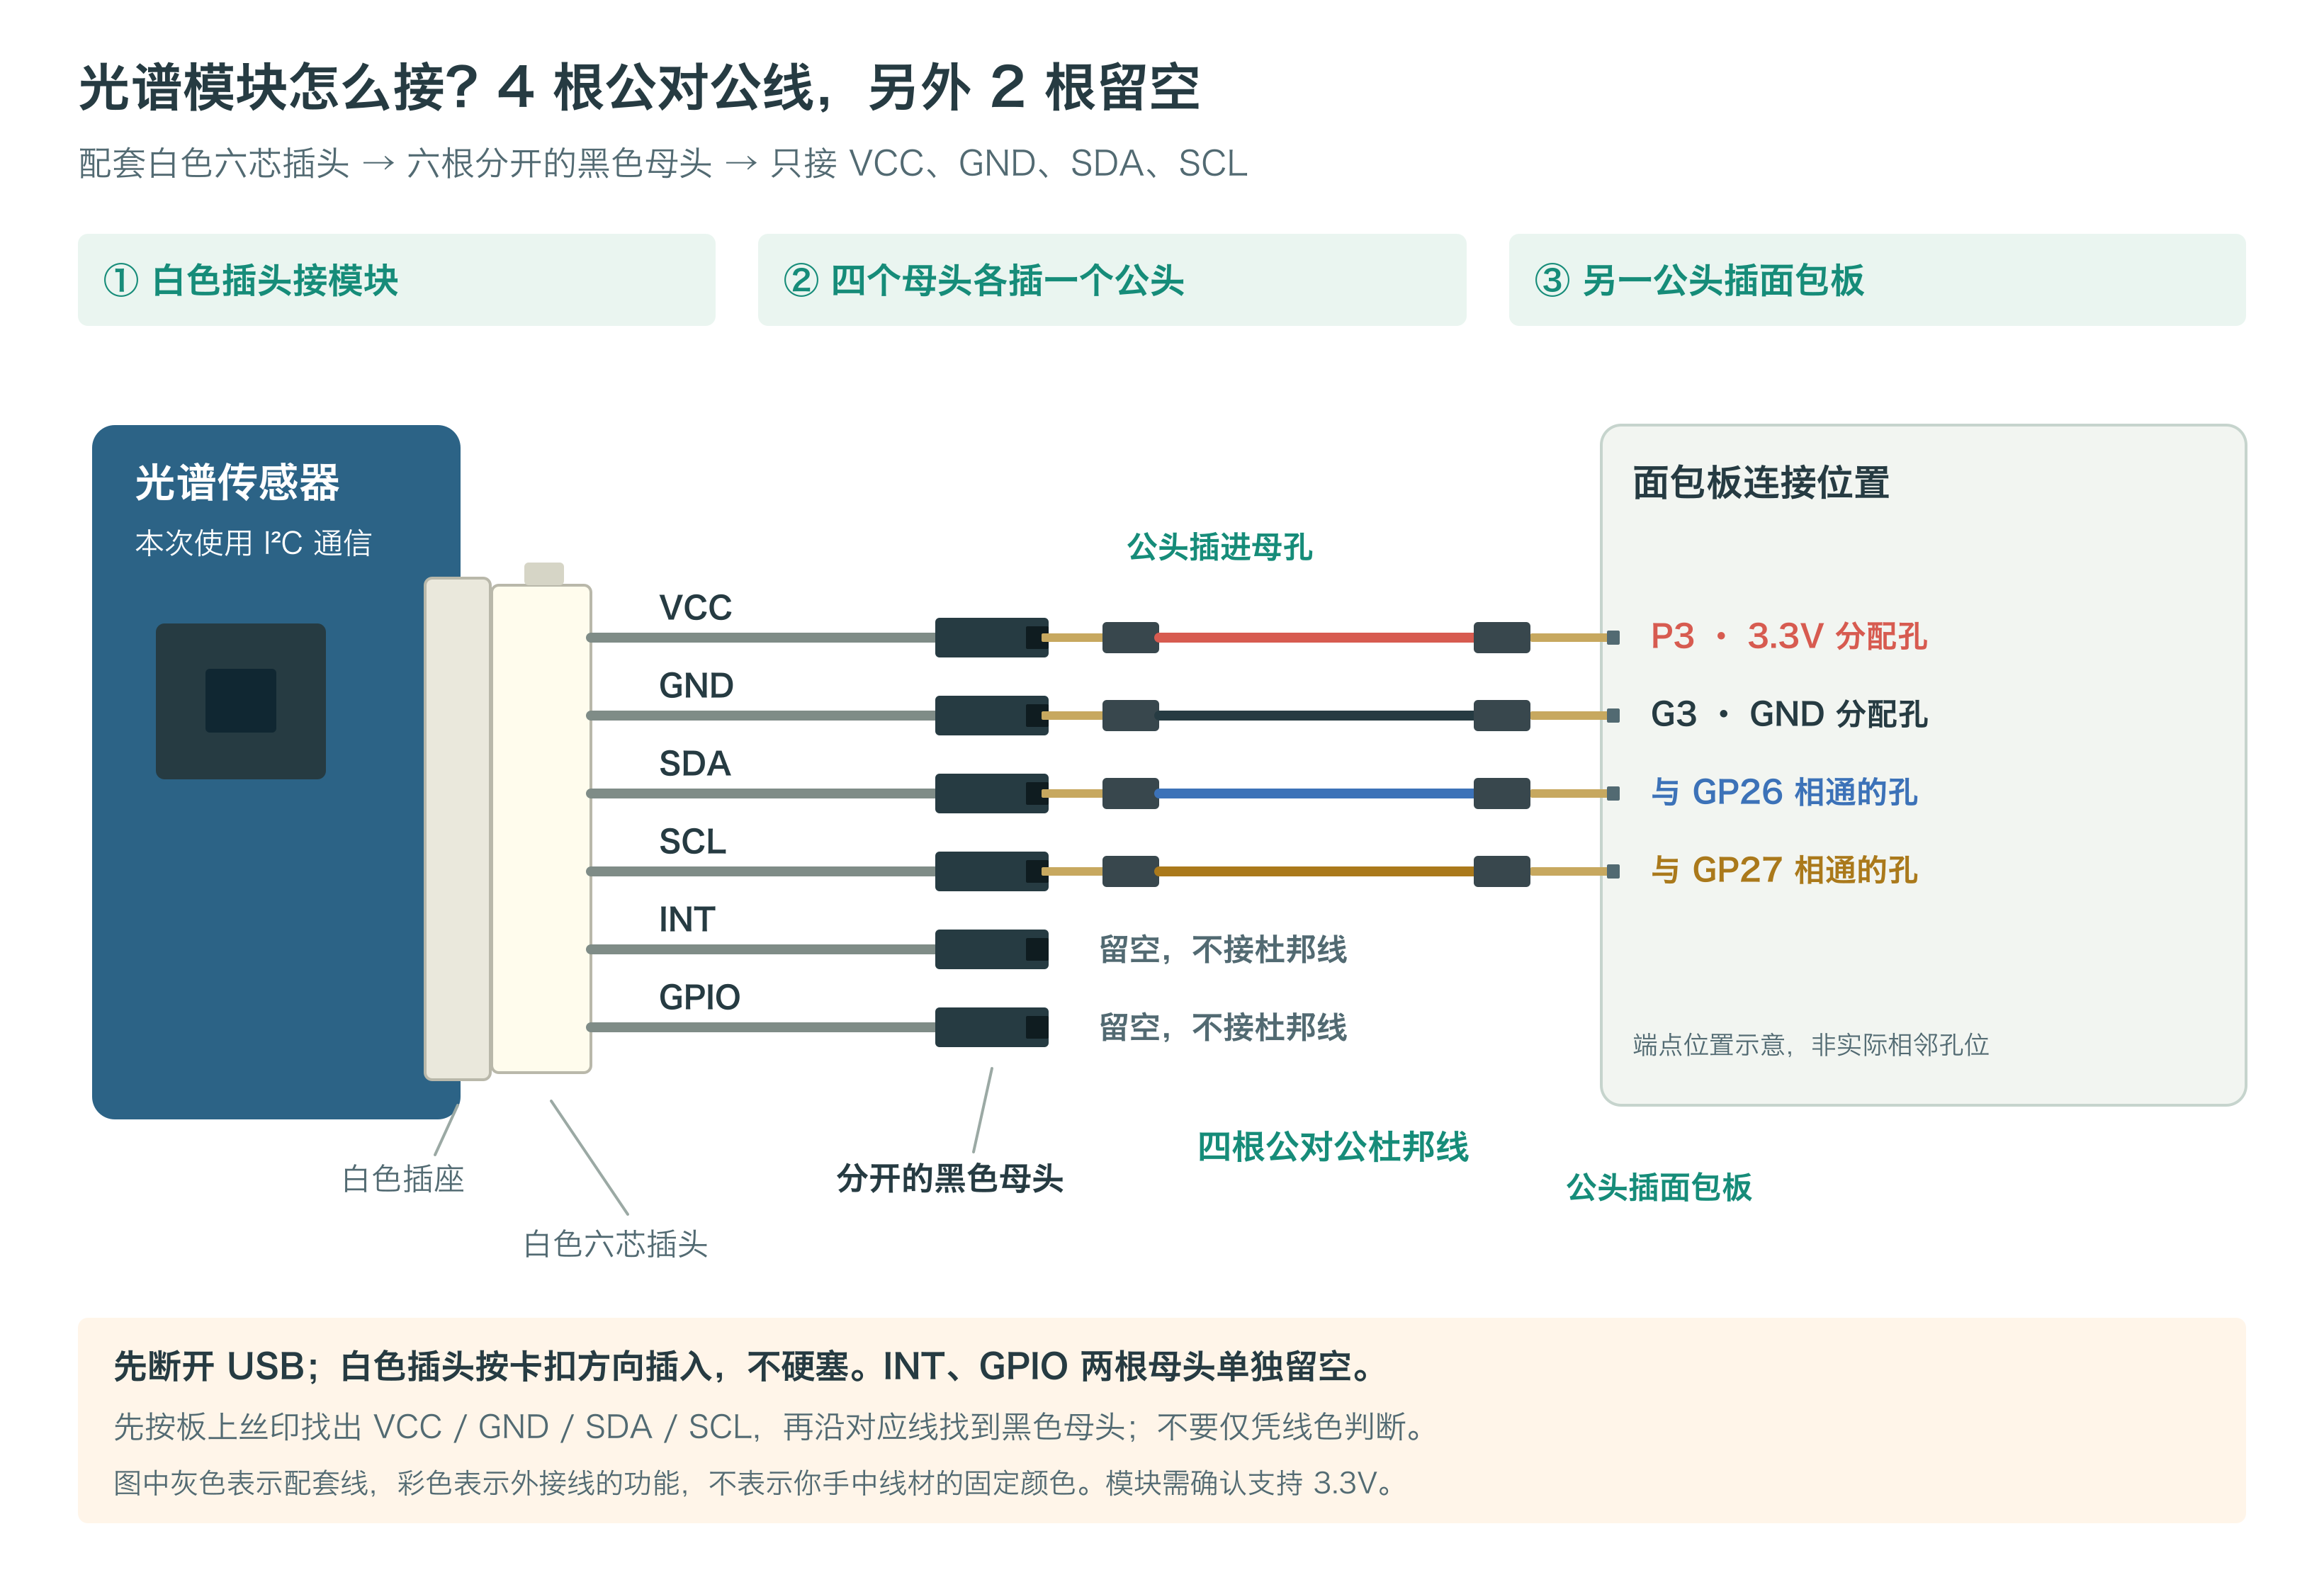 光谱模块怎么接？4 根公对公线，另外 2 根留空
配套白色六芯插头 → 六根分开的黑色母头 → 只接 VCC、GND、SDA、SCL
① 白色插头接模块
② 四个母头各插一个公头
③ 另一公头插面包板
光谱传感器
本次使用 I²C 通信
面包板连接位置
公头插进母孔
VCC
P3 · 3.3V 分配孔
GND
G3 · GND 分配孔
SDA
与 GP26 相通的孔
SCL
与 GP27 相通的孔
INT
留空，不接杜邦线
GPIO
留空，不接杜邦线
端点位置示意，非实际相邻孔位
四根公对公杜邦线
白色插座
分开的黑色母头
公头插面包板
白色六芯插头
先断开 USB；白色插头按卡扣方向插入，不硬塞。INT、GPIO 两根母头单独留空。
先按板上丝印找出 VCC / GND / SDA / SCL，再沿对应线找到黑色母头；不要仅凭线色判断。
图中灰色表示配套线，彩色表示外接线的功能，不表示你手中线材的固定颜色。模块需确认支持 3.3V。